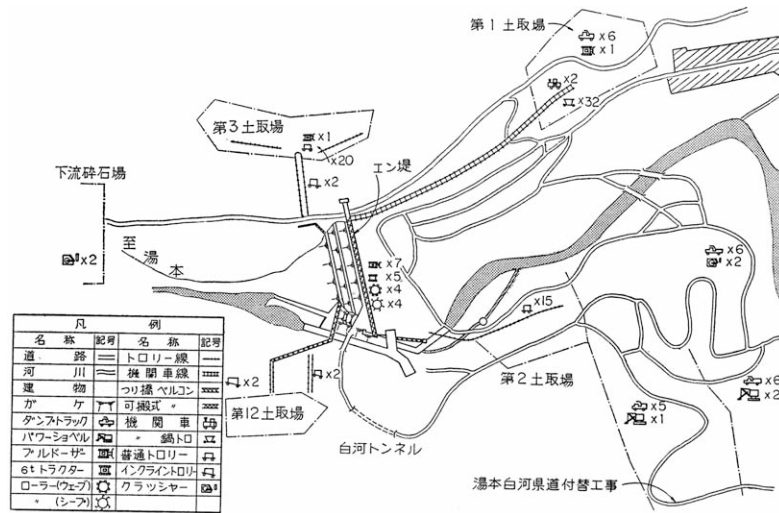 第1土取場
x6
x1
x2
x32
第3土取場
x1
x20
x2
エン堤
下流砕石場
x2
至湯本
x7
x5
x4
x4
x15
x6
x2
第2土取場
x2
x2
第12土取場
白河トンネル
x5
x1
x6
x2
湯本白河県道付替工事
凡例
名称 記号 名称 記号
道路 トロリー線
河川 機関車線
建物 つり橋ベルコン
ガケ 可搬式 〃
ダンプトラック 機関車
パワーショベル 〃 鍋トロ
ブルドーザー 普通トロリー
6tトラクター インクライントロリー
ローラー(ウェーブ) クラッシャー
〃 (シープ)